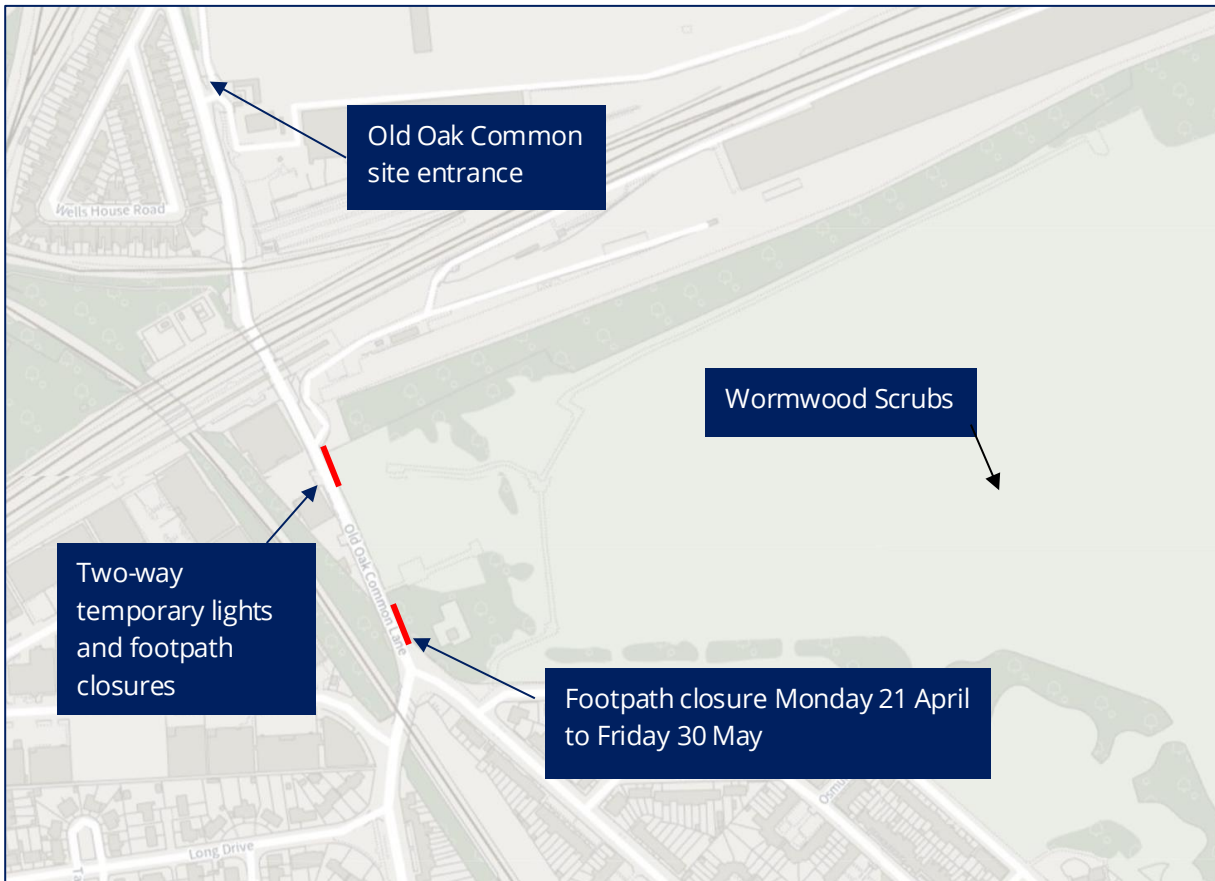 Old Oak Common
site entrance
Wells House Road
Wormwood Scrubs
Two-way
temporary lights
and footpath
closures
Old Oak Common Lane
Footpath closure Monday 21 April
to Friday 30 May
Long Drive